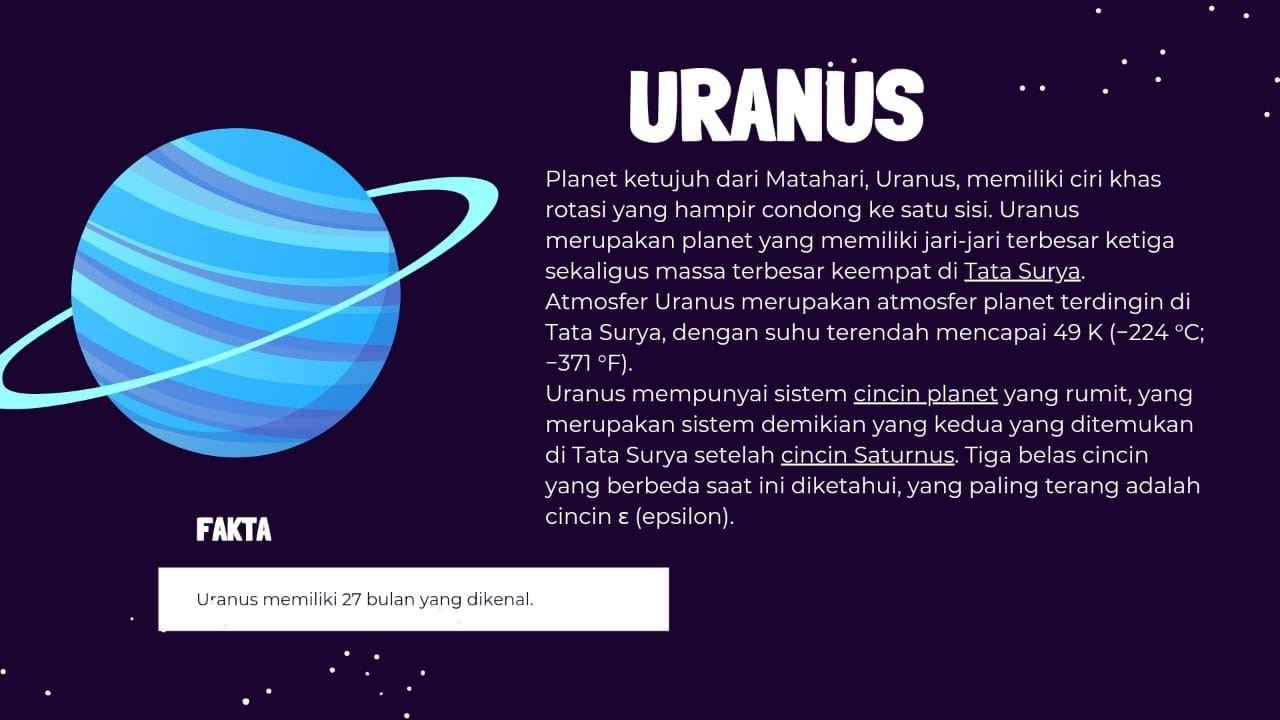 URANUS
Planet ketujuh dari Matahari, Uranus, memiliki ciri khas
rotasi yang hampir condong ke satu sisi. Uranus
merupakan planet yang memiliki jari-jari terbesar ketiga
sekaligus massa terbesar keempat di Tata Surya.
Atmosfer Uranus merupakan atmosfer planet terdingin di
Tata Surya, dengan suhu terendah mencapai 49 K (−224 °C;
−371 °F).
Uranus mempunyai sistem cincin planet yang rumit, yang
merupakan sistem demikian yang kedua yang ditemukan
di Tata Surya setelah cincin Saturnus. Tiga belas cincin
yang berbeda saat ini diketahui, yang paling terang adalah
cincin ε (epsilon).
FAKTA
Uranus memiliki 27 bulan yang dikenal.